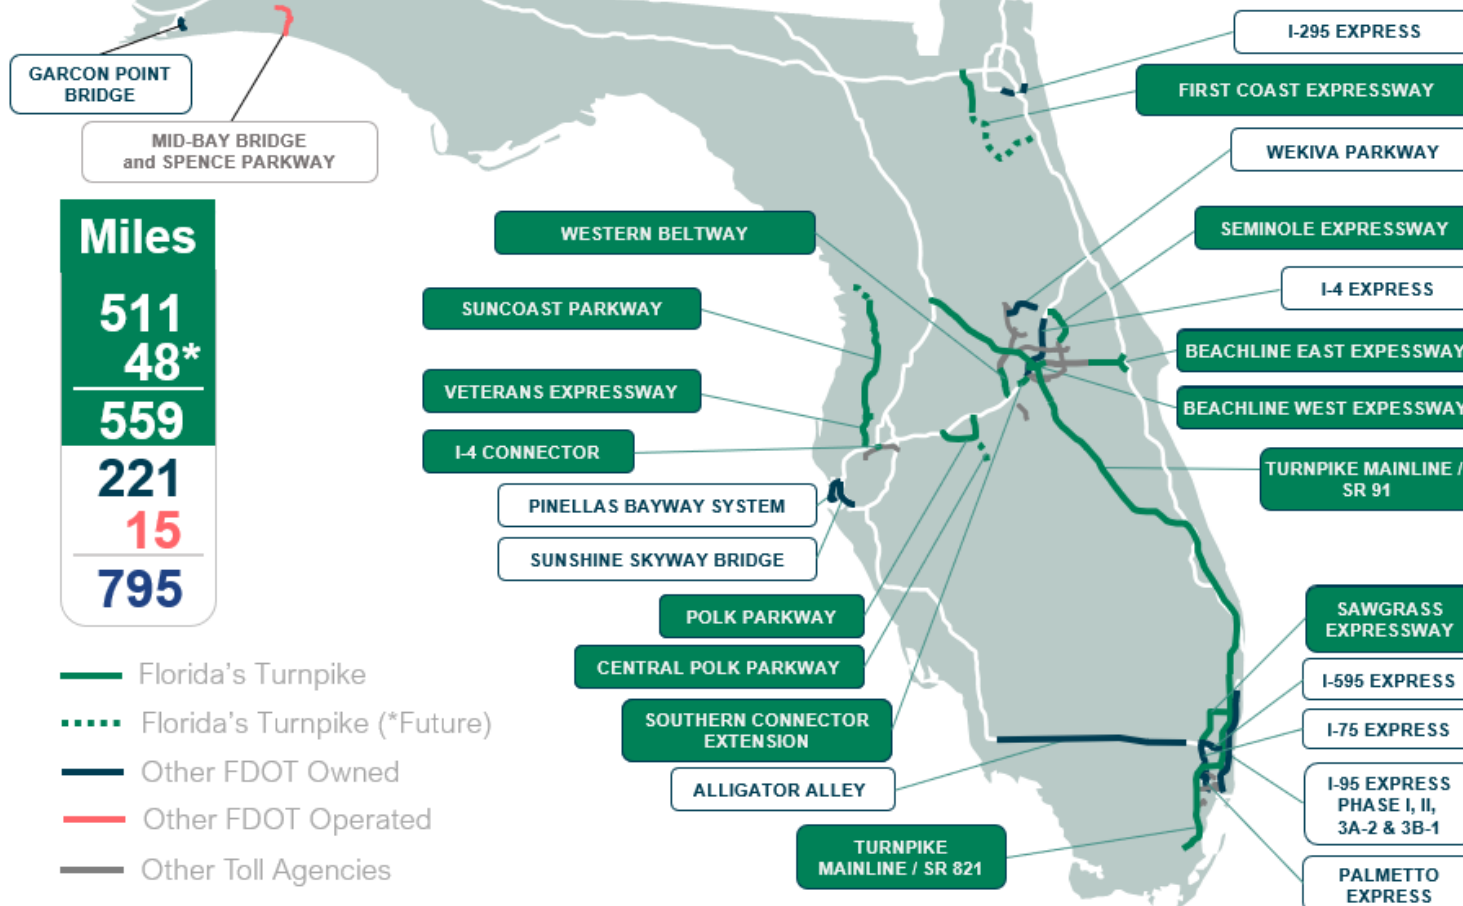 I-295 EXPRESS
GARCON POINT
BRIDGE
FIRST COAST EXPRESSWAY
MID-BAY BRIDGE
and SPENCE PARKWAY
WEKIVA PARKWAY
Miles
511
48*
559
221
15
795
WESTERN BELTWAY
SEMINOLE EXPRESSWAY
I-4 EXPRESS
SUNCOAST PARKWAY
BEACHLINE EAST EXPESSWAY
VETERANS EXPRESSWAY
BEACHLINE WEST EXPESSWAY
I-4 CONNECTOR
TURNPIKE MAINLINE /
SR 91
PINELLAS BAYWAY SYSTEM
SUNSHINE SKYWAY BRIDGE
POLK PARKWAY
SAWGRASS
EXPRESSWAY
CENTRAL POLK PARKWAY
I-595 EXPRESS
SOUTHERN CONNECTOR
EXTENSION
I-75 EXPRESS
ALLIGATOR ALLEY
I-95 EXPRESS
PHASE I, II,
3A-2 & 3B-1
TURNPIKE
MAINLINE / SR 821
PALMETTO
EXPRESS
Florida's Turnpike
Florida's Turnpike (*Future)
Other FDOT Owned
Other FDOT Operated
Other Toll Agencies